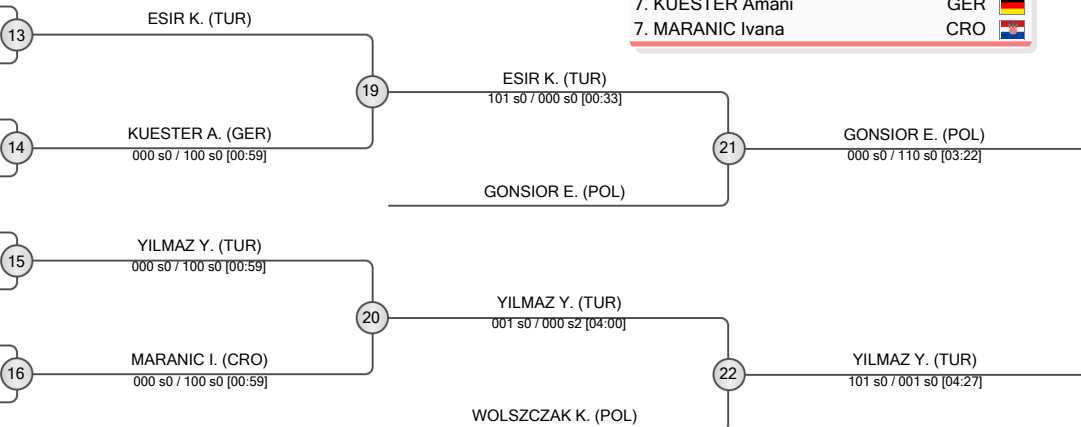 7. KUESTER Amani GER
7. MARANIC Ivana CRO
13
ESIR K. (TUR)
19
ESIR K. (TUR)
101 s0 / 000 s0 [00:33]
14
KUESTER A. (GER)
000 s0 / 100 s0 [00:59]
21
GONSIOR E. (POL)
000 s0 / 110 s0 [03:22]
GONSIOR E. (POL)
15
YILMAZ Y. (TUR)
000 s0 / 100 s0 [00:59]
20
YILMAZ Y. (TUR)
001 s0 / 000 s2 [04:00]
16
MARANIC I. (CRO)
000 s0 / 100 s0 [00:59]
22
YILMAZ Y. (TUR)
101 s0 / 001 s0 [04:27]
WOLSZCZAK K. (POL)